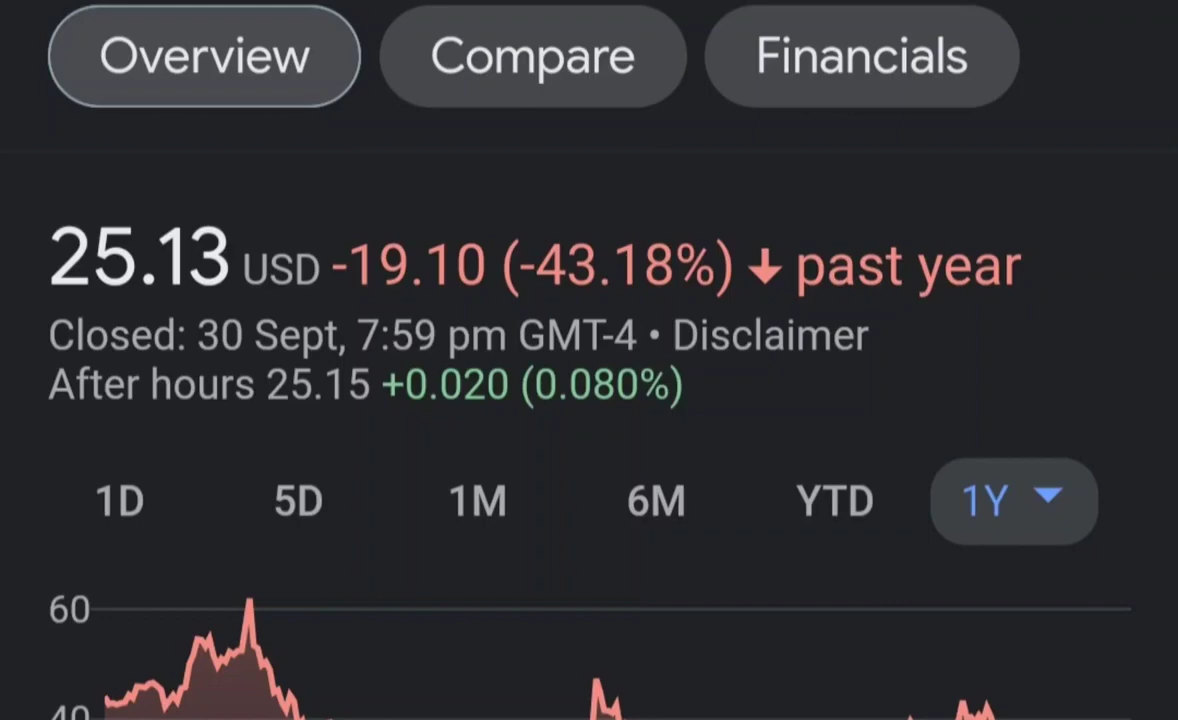 Overview Compare Financials
25.13 USD -19.10 (-43.18%) ↓ past year
Closed: 30 Sept, 7:59 pm GMT-4 • Disclaimer
After hours 25.15 +0.020 (0.080%)
1D 5D 1M 6M YTD 1Y
60
40